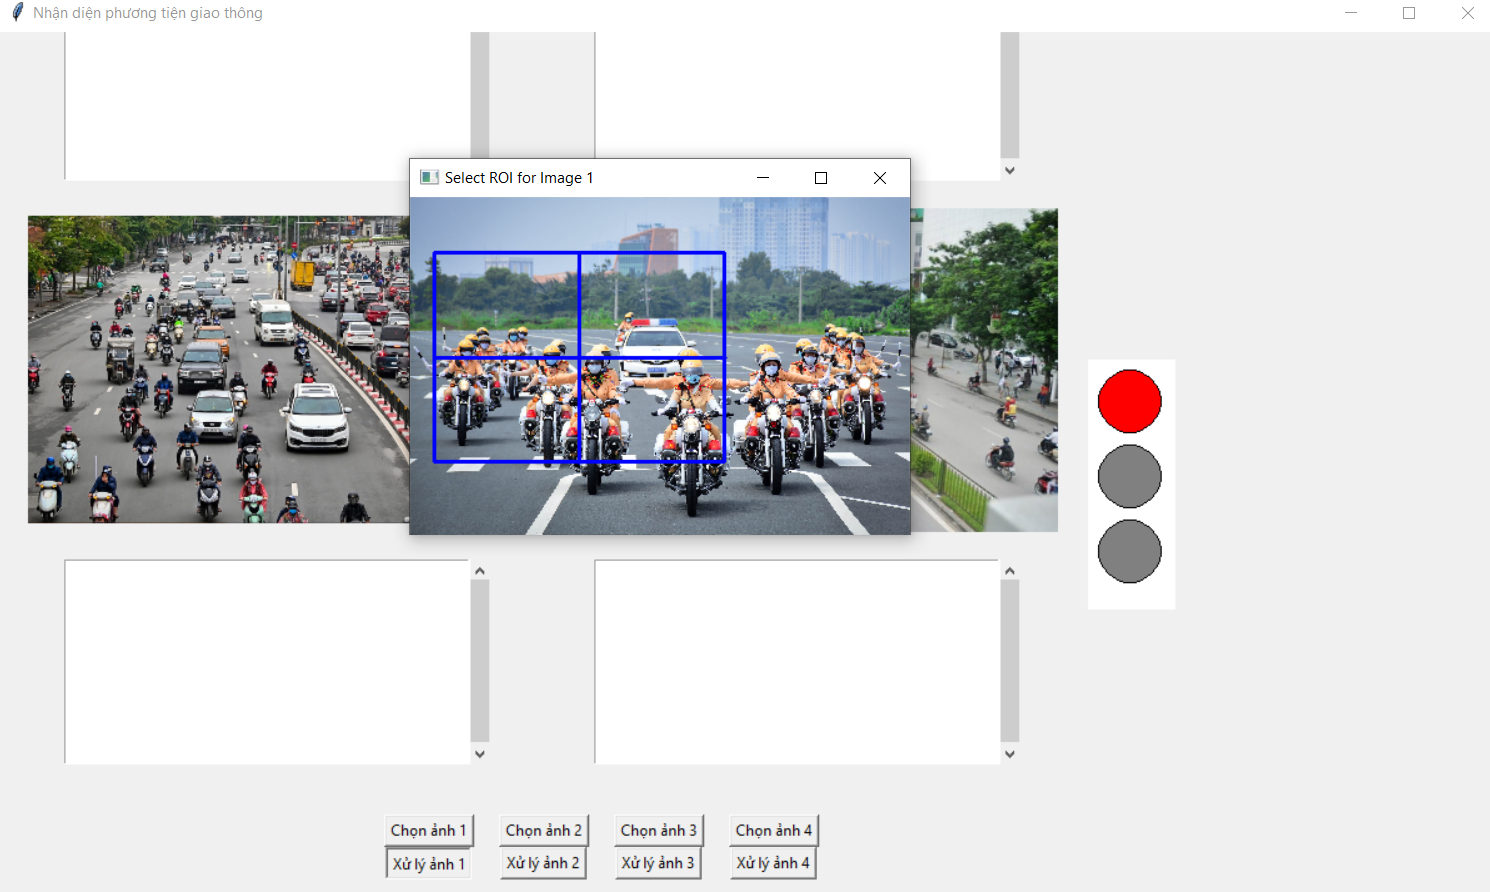 Nhận diện phương tiện giao thông
Select ROI for Image 1
Chọn ảnh 1
Chọn ảnh 2
Chọn ảnh 3
Chọn ảnh 4
Xử lý ảnh 1
Xử lý ảnh 2
Xử lý ảnh 3
Xử lý ảnh 4